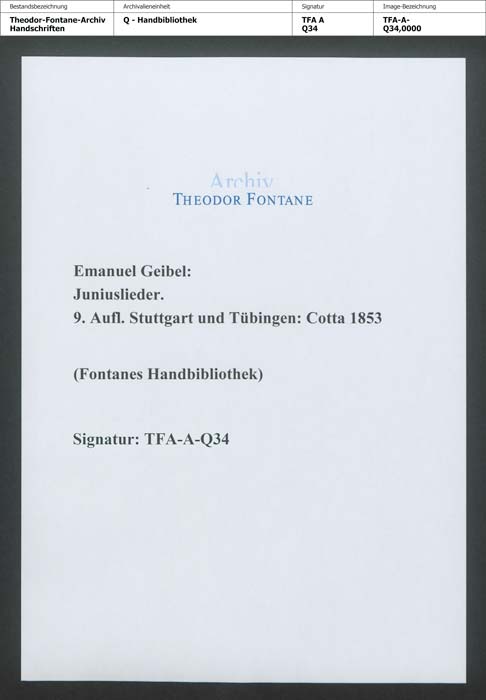 Bestandsbezeichnung
Archivalieneinheit
Signatur
Image-Bezeichnung
Theodor-Fontane-Archiv
Handschriften
Q - Handbibliothek
TFA A
Q34
TFA-A-
Q34,0000
Archiv
THEODOR FONTANE
Emanuel Geibel:
Juniuslieder.
9. Aufl. Stuttgart und Tübingen: Cotta 1853
(Fontanes Handbibliothek)
Signatur: TFA-A-Q34